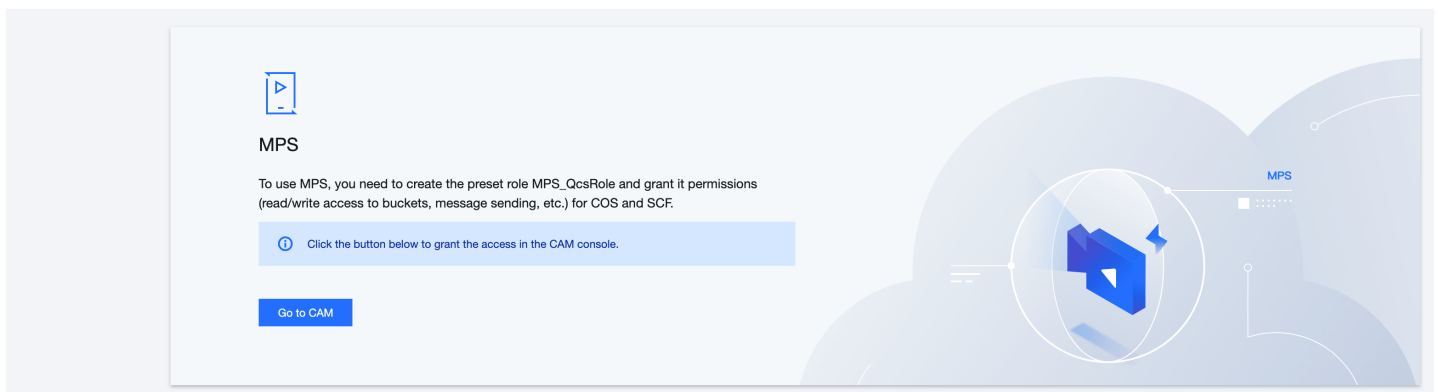 MPS
To use MPS, you need to create the preset role MPS_QcsRole and grant it permissions
(read/write access to buckets, message sending, etc.) for COS and SCF.
Click the button below to grant the access in the CAM console.
Go to CAM
MPS